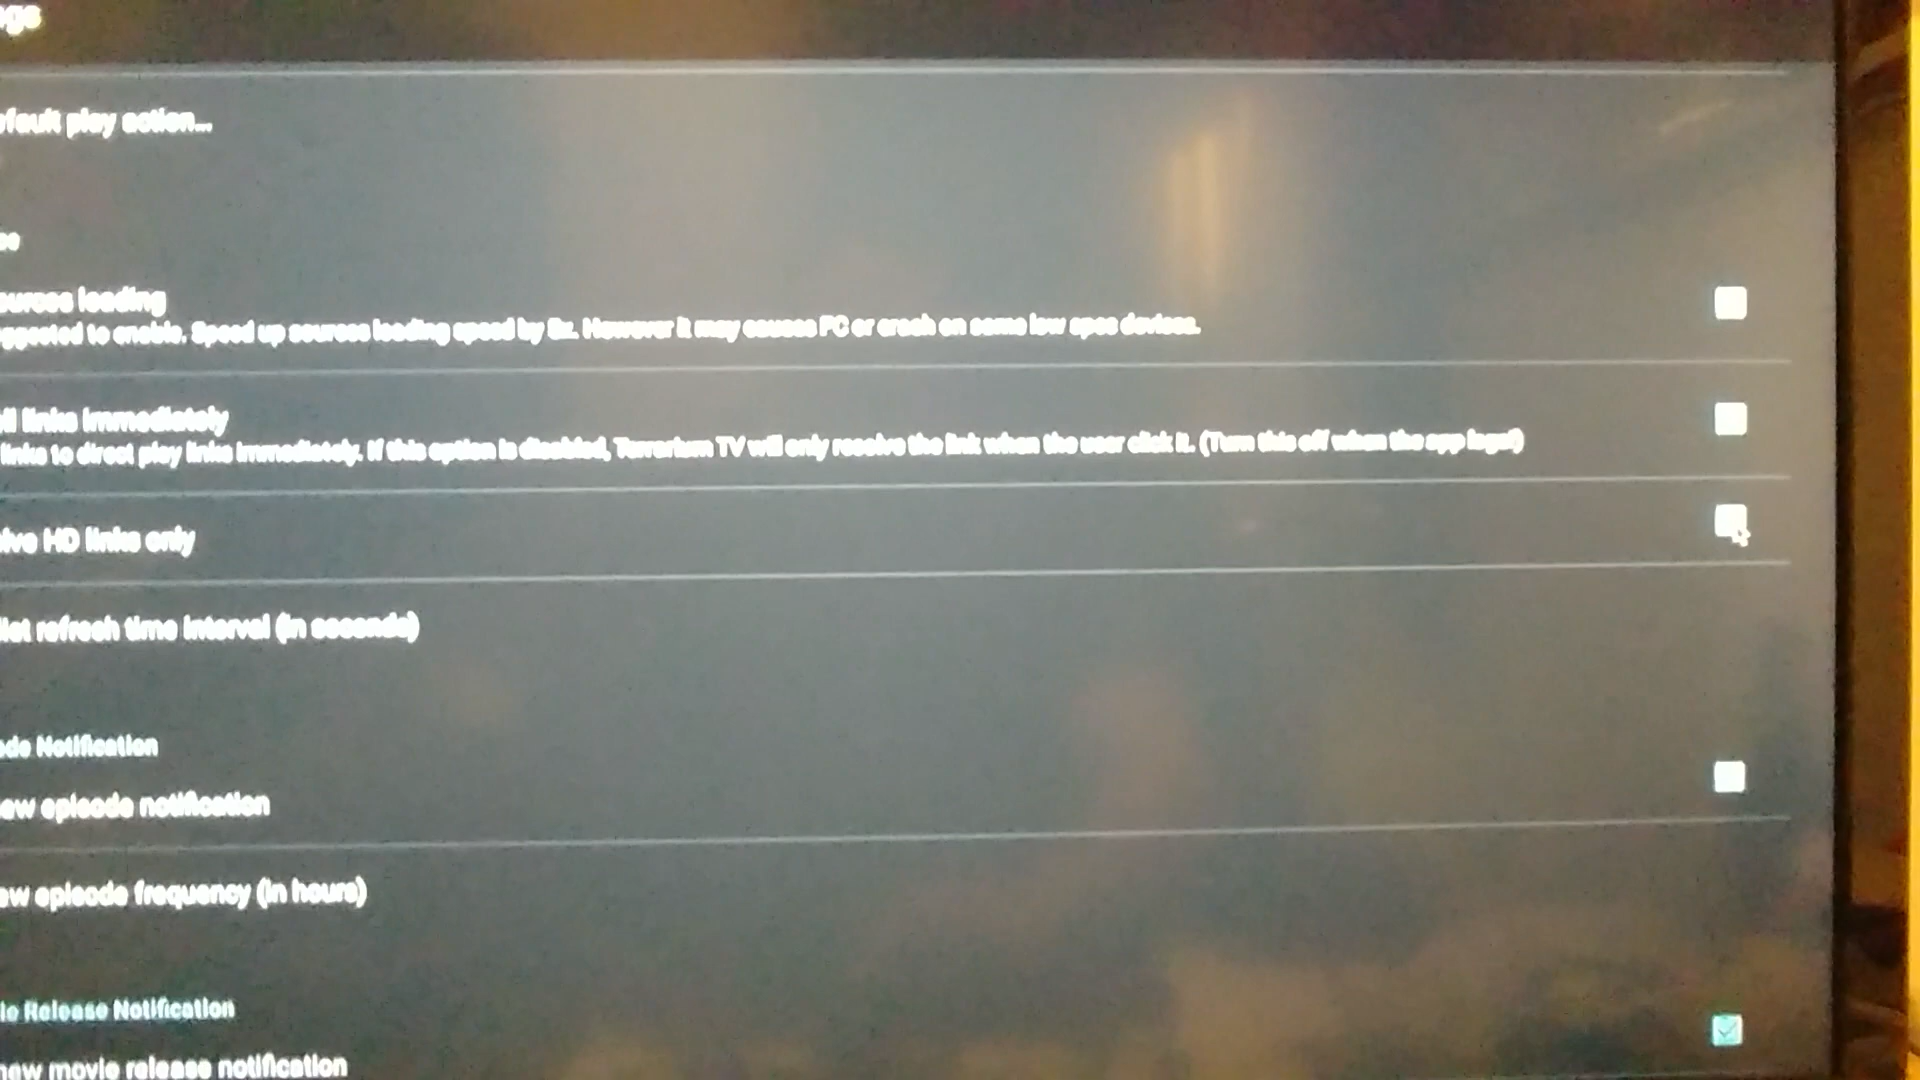 ngs
efault play action...
ources loading
ggested to enable. Speed up sources loading speed by 5x. However it may causes FC or crash on some low spec devices.
ll links immediately
links to direct play links immediately. If this option is disabled, Terrarium TV will only resolve the link when the user click it. (Turn this off when the app lags!)
lve HD links only
list refresh time interval (in seconds)
ode Notification
ew episode notification
ew episode frequency (in hours)
ie Release Notification
new movie release notification